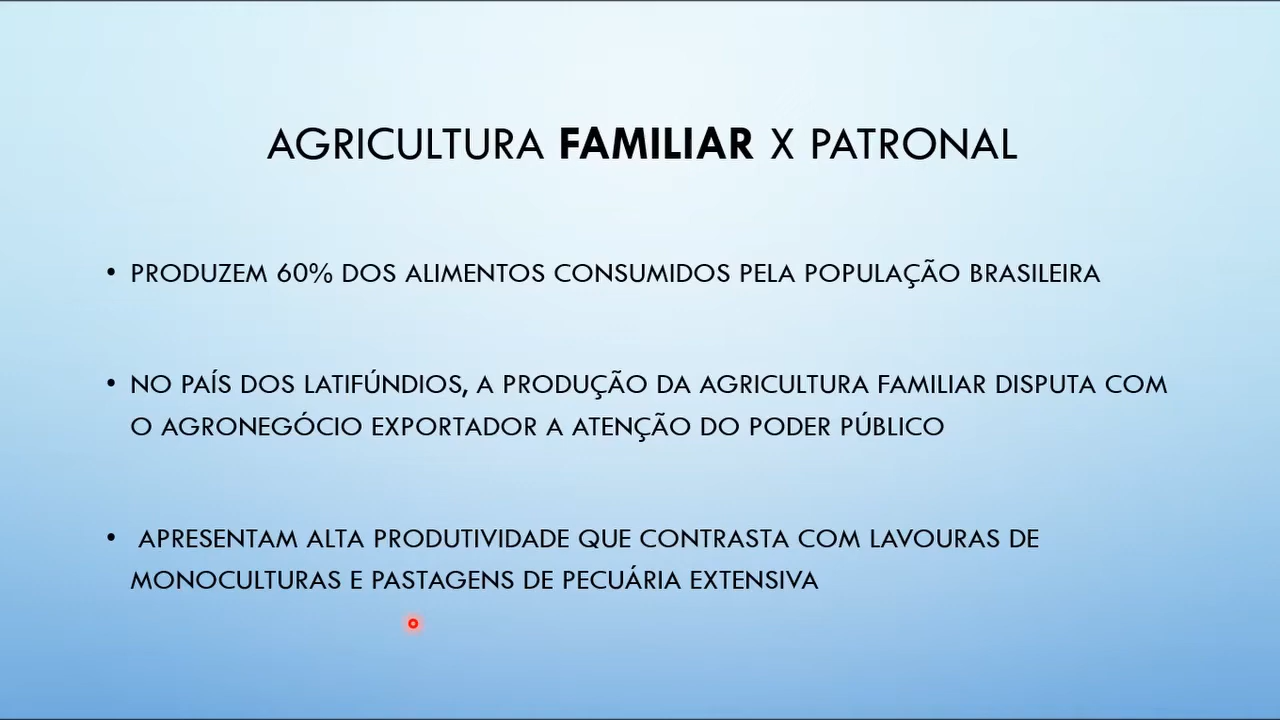 AGRICULTURA FAMILIAR X PATRONAL
• PRODUZEM 60% DOS ALIMENTOS CONSUMIDOS PELA POPULAÇÃO BRASILEIRA
• NO PAÍS DOS LATIFÚNDIOS, A PRODUÇÃO DA AGRICULTURA FAMILIAR DISPUTA COM
O AGRONEGÓCIO EXPORTADOR A ATENÇÃO DO PODER PÚBLICO
• APRESENTAM ALTA PRODUTIVIDADE QUE CONTRASTA COM LAVOURAS DE
MONOCULTURAS E PASTAGENS DE PECUÁRIA EXTENSIVA